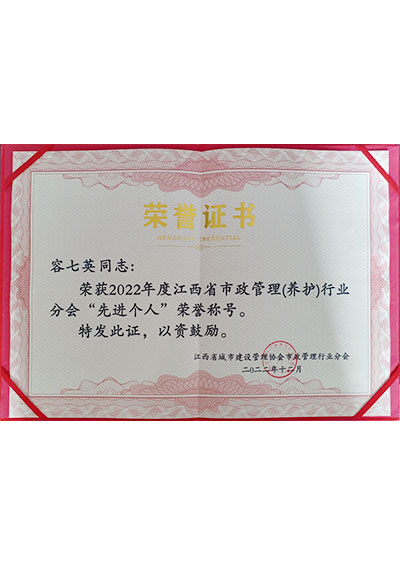 荣誉证书
HONORARY CREDENTIAL
容七英同志：
荣获2022年度江西省市政管理(养护)行业
分会“先进个人”荣誉称号。
特发此证，以资鼓励。
江西省城市建设管理协会市政管理行业分会
二〇二二年十二月